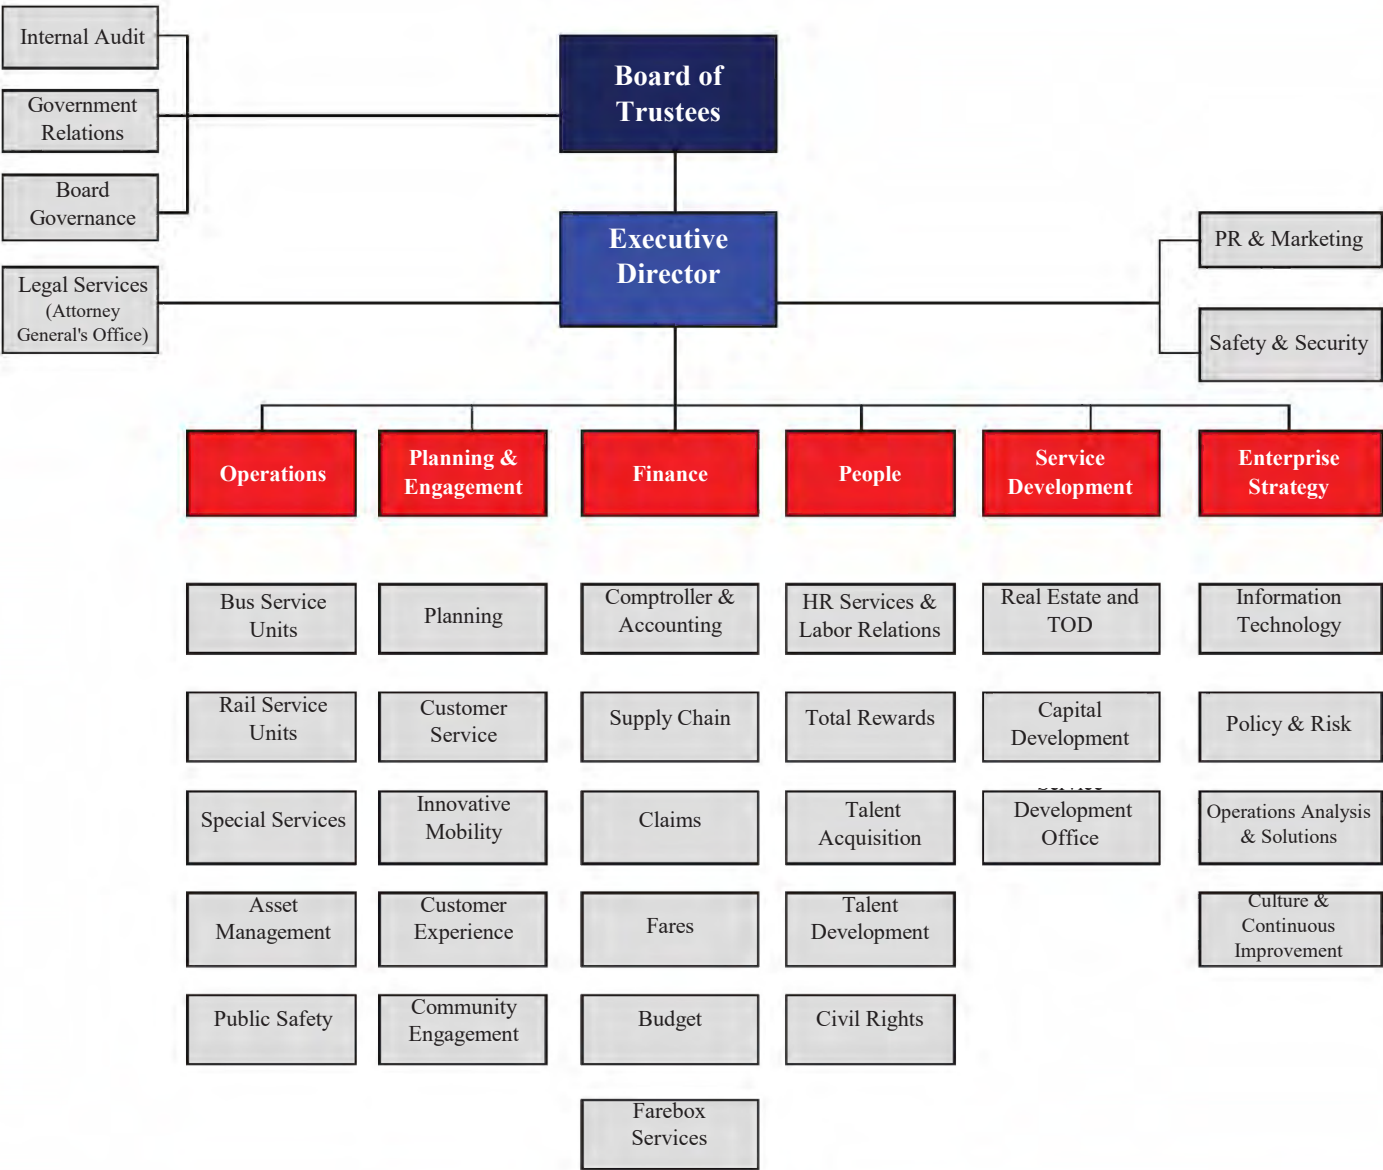 Internal Audit
Government
Relations
Board
Governance
Legal Services
(Attorney
General's Office)
Board of
Trustees
Executive
Director
PR & Marketing
Safety & Security
Operations
Planning &
Engagement
Finance
People
Service
Development
Enterprise
Strategy
Bus Service
Units
Planning
Comptroller &
Accounting
HR Services &
Labor Relations
Real Estate and
TOD
Information
Technology
Rail Service
Units
Customer
Service
Supply Chain
Total Rewards
Capital
Development
Policy & Risk
Special Services
Innovative
Mobility
Claims
Talent
Acquisition
Service
Development
Office
Operations Analysis
& Solutions
Asset
Management
Customer
Experience
Fares
Talent
Development
Culture &
Continuous
Improvement
Public Safety
Community
Engagement
Budget
Civil Rights
Farebox
Services